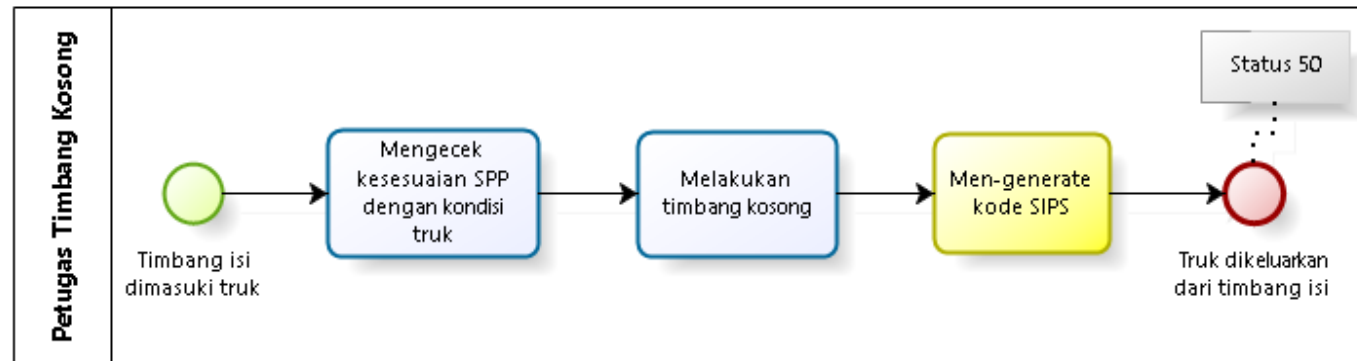 Petugas Timbang Kosong
Timbang isi
dimasuki truk
Mengecek
kesesuaian SPP
dengan kondisi
truk
Melakukan
timbang kosong
Men-generate
kode SIPS
Status 50
Truk dikeluarkan
dari timbang isi